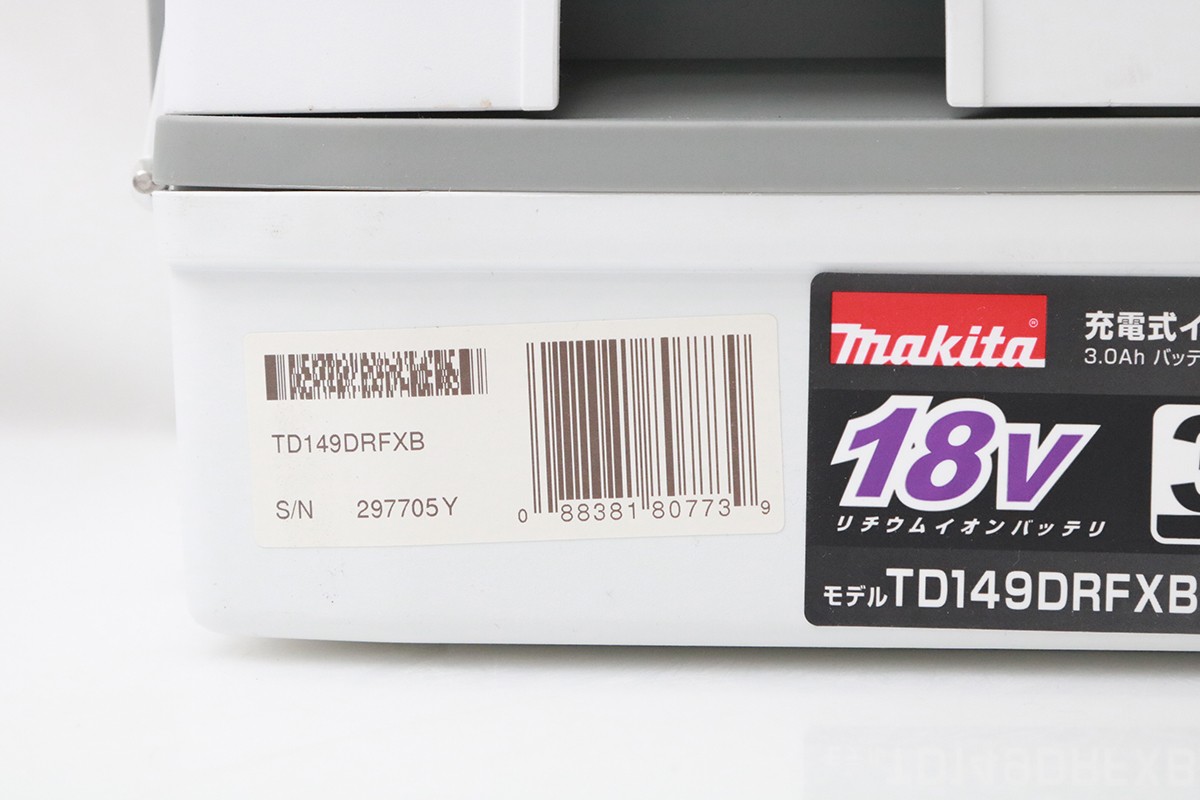 TD149DRFXB
S/N 297705Y
0 88381 80773 9
makita®
充電式イ
3.0Ah バッテ
18V
リチウムイオンバッテリ
モデルTD149DRFXB